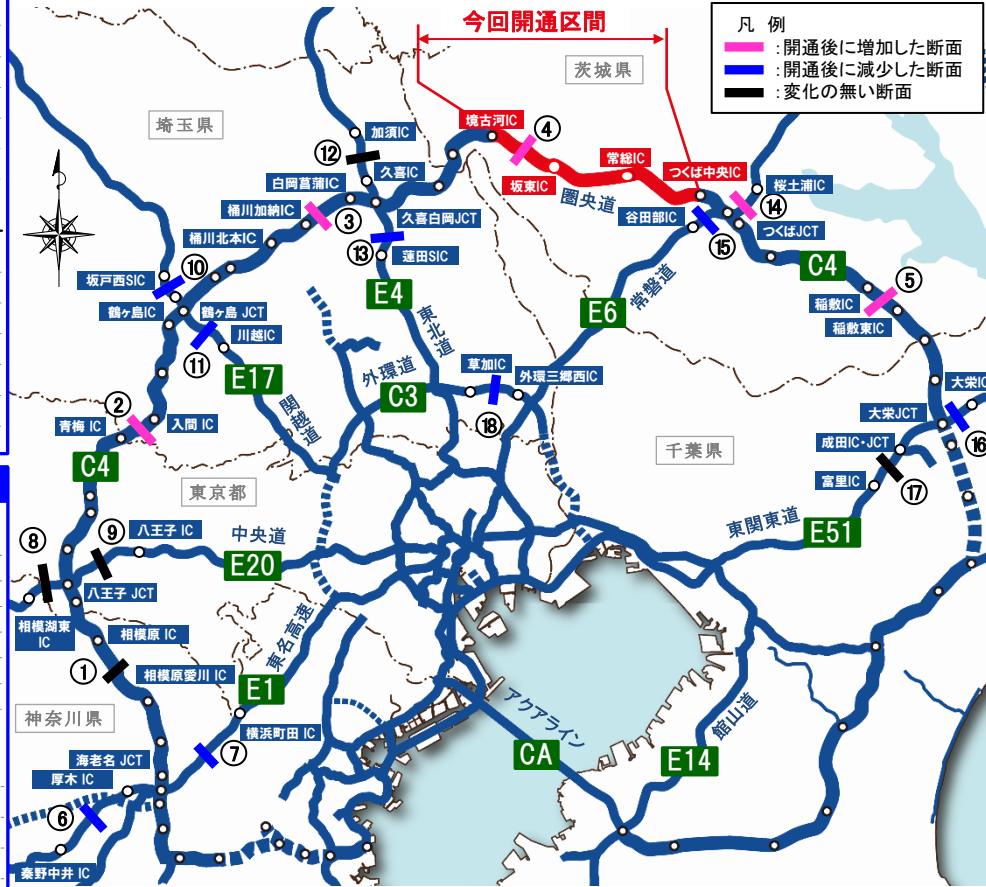 今回開通区間
凡 例
：開通後に増加した断面
：開通後に減少した断面
：変化の無い断面
茨城県
埼玉県
境古河IC
④
加須IC
⑫
久喜IC
常総IC
坂東IC
つくば中央IC
圏央道
桜土浦IC
⑭
白岡菖蒲IC
桶川加納IC
③
久喜白岡JCT
谷田部IC
⑮
つくばJCT
桶川北本IC
⑬
蓮田SIC
C4
坂戸西SIC
⑩
E4
常磐道
⑤
稲敷IC
鶴ヶ島IC
鶴ヶ島 JCT
東北道
E6
稲敷東IC
川越IC
⑪
草加IC
外環道
外環三郷西IC
E17
C3
大栄IC
②
関越道
⑱
大栄JCT
青梅 IC
入間 IC
⑯
成田IC・JCT
千葉県
C4
富里IC
⑰
東京都
東関東道
E51
⑧
⑨
八王子 IC
中央道
E20
八王子 JCT
相模湖東
IC
相模原 IC
東名高速
①
相模原愛川 IC
E1
神奈川県
アクアライン
館山道
横浜町田 IC
⑦
CA
E14
海老名 JCT
厚木 IC
⑥
秦野中井 IC